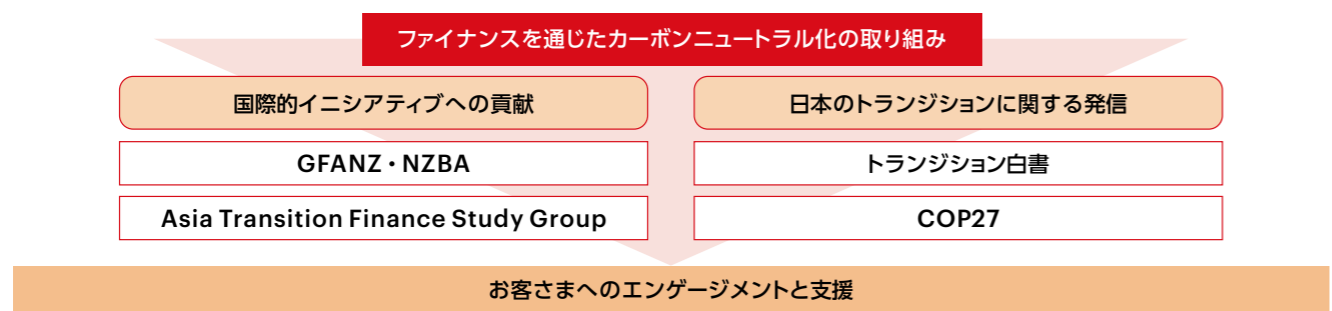 ファイナンスを通じたカーボンニュートラル化の取り組み
国際的イニシアティブへの貢献
GFANZ・NZBA
Asia Transition Finance Study Group
日本のトランジションに関する発信
トランジション白書
COP27
お客さまへのエンゲージメントと支援